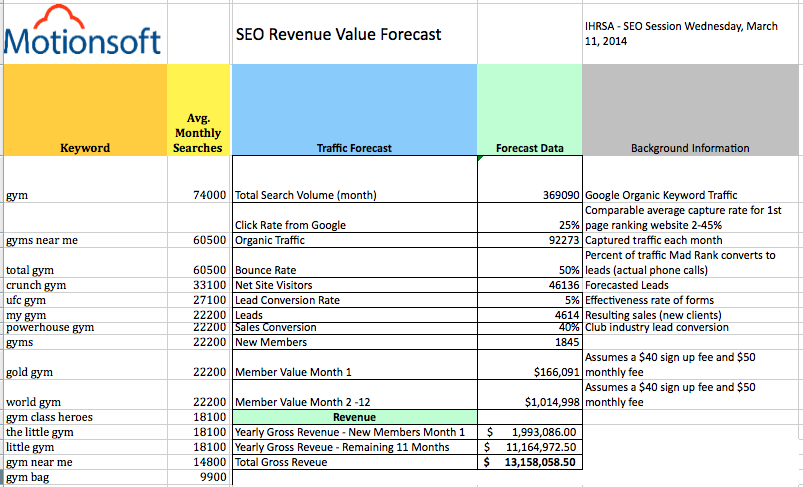 Motionsoft SEO Revenue Value Forecast IHRSA - SEO Session Wednesday, March
11, 2014
Keyword Avg. Monthly Searches Traffic Forecast Forecast Data Background Information
gym 74000 Total Search Volume (month) 369090 Google Organic Keyword Traffic
Click Rate from Google 25% Comparable average capture rate for 1st
page ranking website 2-45%
gyms near me 60500 Organic Traffic 92273 Captured traffic each month
total gym 60500 Bounce Rate 50% Percent of traffic Mad Rank converts to
leads (actual phone calls)
crunch gym 33100 Net Site Visitors 46136 Forecasted Leads
ufc gym 27100 Lead Conversion Rate 5% Effectiveness rate of forms
my gym 22200 Leads 4614 Resulting sales (new clients)
powerhouse gym 22200 Sales Conversion 40% Club industry lead conversion
gyms 22200 New Members 1845
gold gym 22200 Member Value Month 1 $166,091 Assumes a $40 sign up fee and $50
monthly fee
world gym 22200 Member Value Month 2 -12 $1,014,998 Assumes a $40 sign up fee and $50
monthly fee
gym class heroes 18100 Revenue
the little gym 18100 Yearly Gross Revenue - New Members Month 1 $ 1,993,086.00
little gym 18100 Yearly Gross Reveue - Remaining 11 Months $ 11,164,972.50
gym near me 14800 Total Gross Reveue $ 13,158,058.50
gym bag 9900